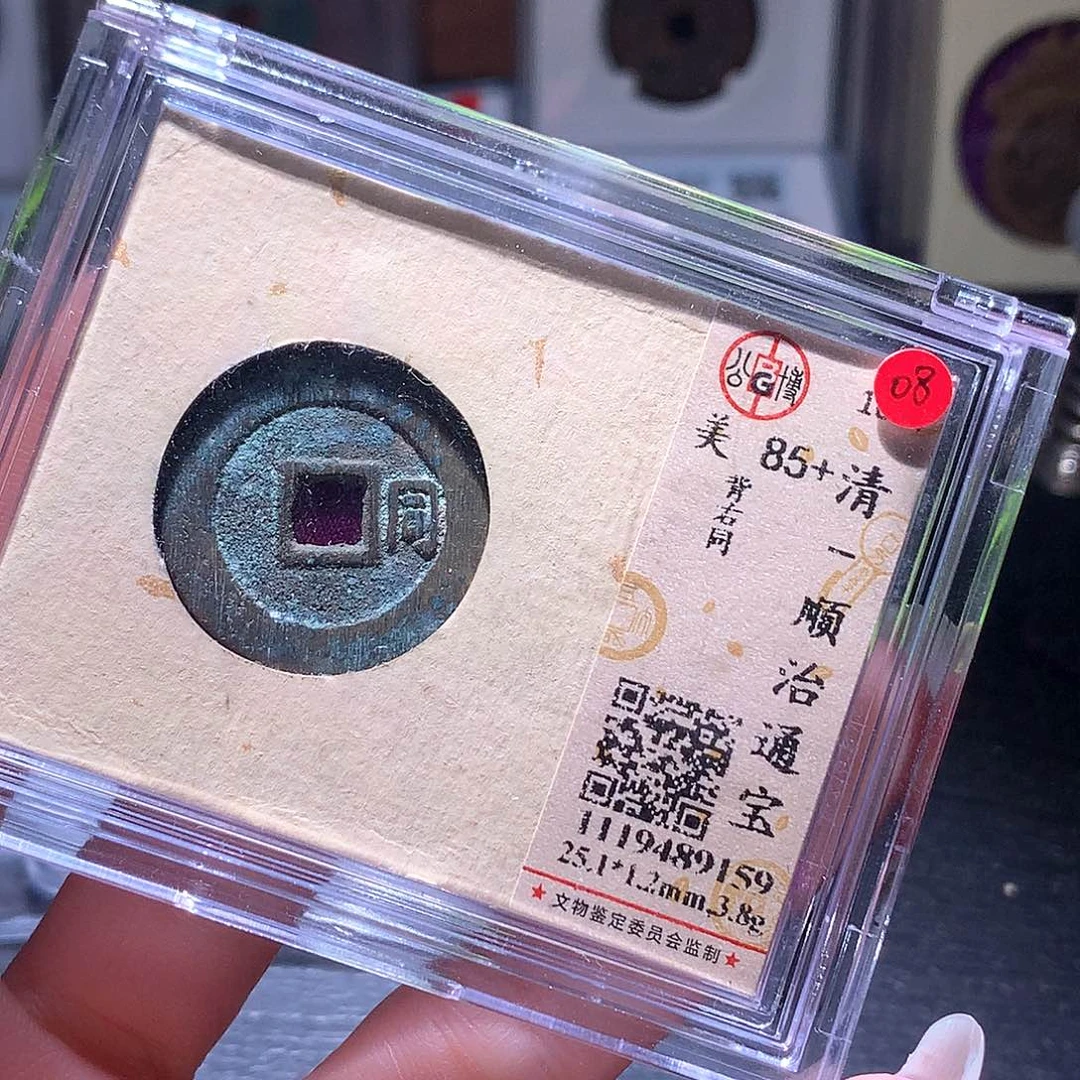 同
公 G 博
08
美 85+
背右同
清-顺治通宝
1119489159
25.1*1.2mm,3.8g
★文物鉴定委员会监制★